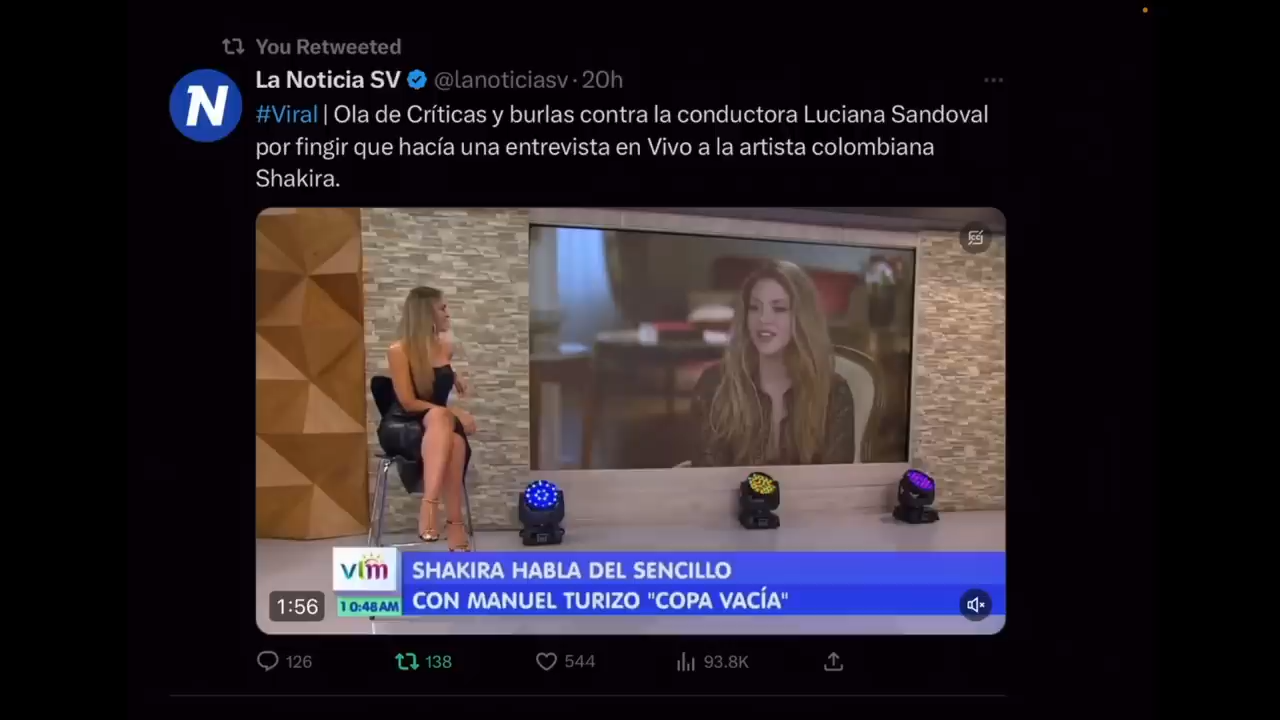 You Retweeted
N
La Noticia SV @lanoticiasv · 20h
#Viral | Ola de Críticas y burlas contra la conductora Luciana Sandoval
por fingir que hacía una entrevista en Vivo a la artista colombiana
Shakira.
vlm
SHAKIRA HABLA DEL SENCILLO
CON MANUEL TURIZO "COPA VACÍA"
10:48AM
1:56
126 138 544 93.8K